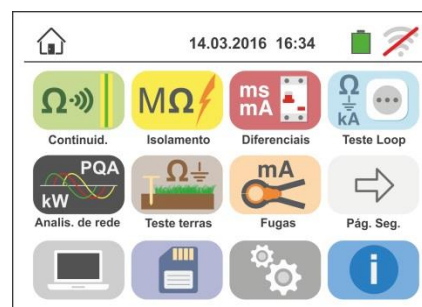 14.03.2016 16:34
Ω
MΩ
ms
mA
Ω
kA
Continuid. Isolamento Diferenciais Teste Loop
PQA
kW
Ω
mA
Analis. de rede Teste terras Fugas Pág. Seg.
i